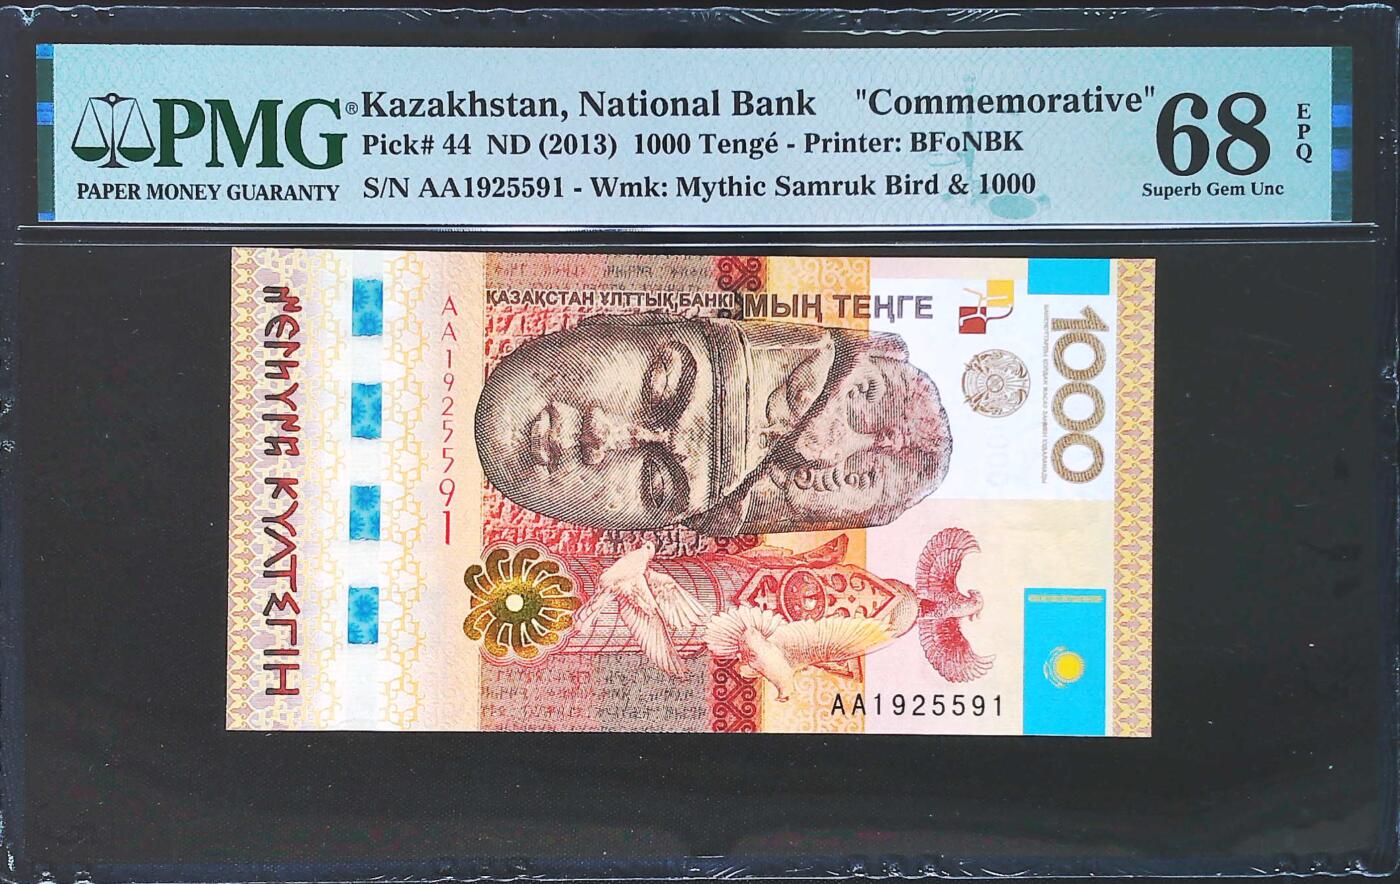 PMG®
PAPER MONEY GUARANTY
Kazakhstan, National Bank "Commemorative"
Pick# 44 ND (2013) 1000 Tengé - Printer: BFoNBK
S/N AA1925591 - Wmk: Mythic Samruk Bird & 1000
68
EPQ
Superb Gem Unc
ҚАЗАҚСТАН ҰЛТТЫҚ БАНКІ
МЫҢ ТЕҢГЕ
1000
AA1925591
AA1925591